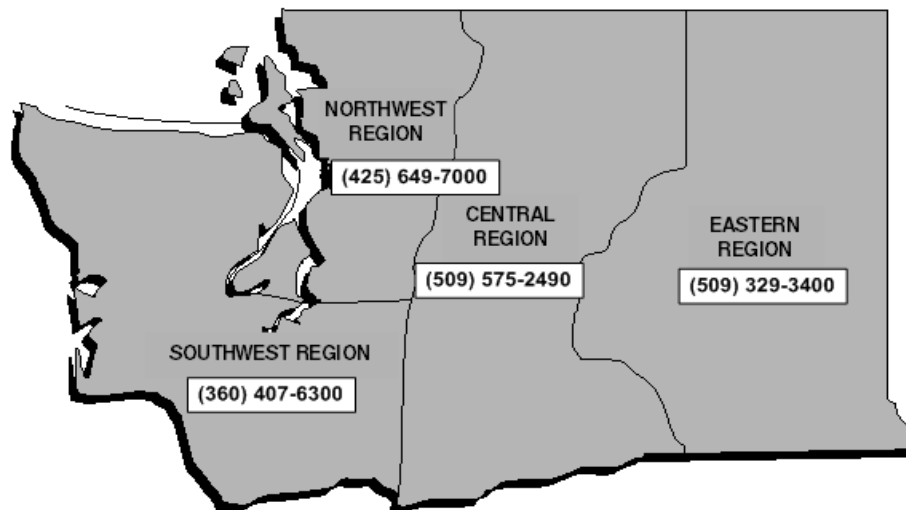 NORTHWEST
REGION
(425) 649-7000
CENTRAL
REGION
(509) 575-2490
EASTERN
REGION
(509) 329-3400
SOUTHWEST REGION
(360) 407-6300